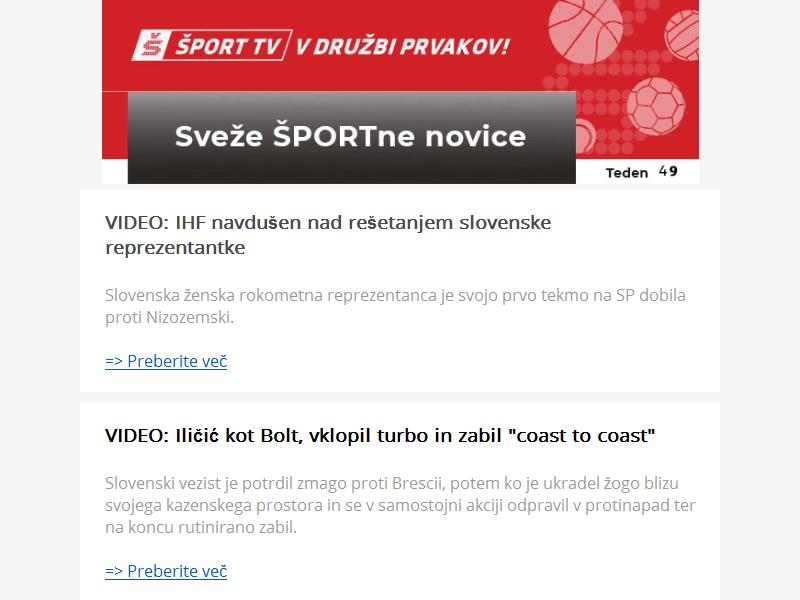 Š ŠPORT TV V DRUŽBI PRVAKOV!
Sveže ŠPORTne novice
Teden 49
VIDEO: IHF navdušen nad rešetanjem slovenske
reprezentantke
Slovenska ženska rokometna reprezentanca je svojo prvo tekmo na SP dobila
proti Nizozemski.
=> Preberite več
VIDEO: Iličić kot Bolt, vklopil turbo in zabil "coast to coast"
Slovenski vezist je potrdil zmago proti Brescii, potem ko je ukradel žogo blizu
svojega kazenskega prostora in se v samostojni akciji odpravil v protinapad ter
na koncu rutinirano zabil.
=> Preberite več